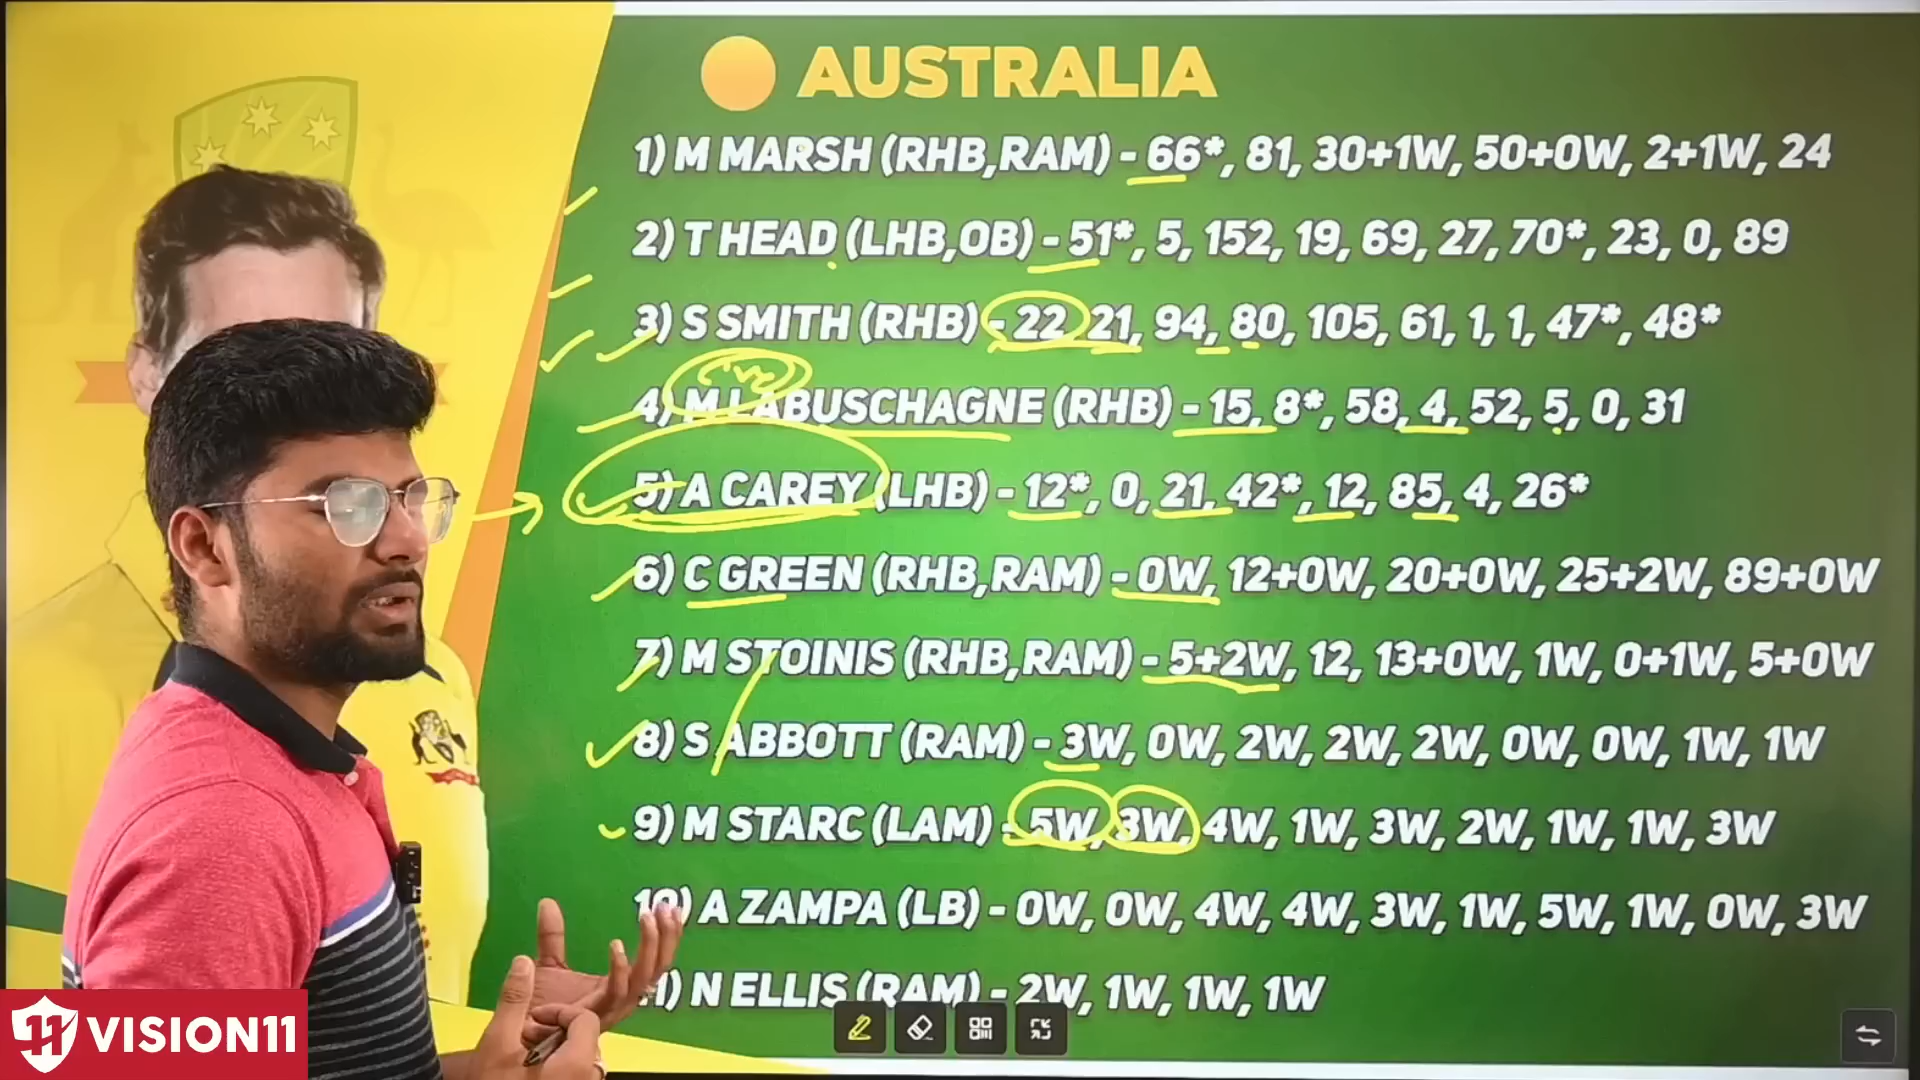 AUSTRALIA
1) M MARSH (RHB,RAM) - 66*, 81, 30+1W, 50+0W, 2+1W, 24
2) T HEAD (LHB,OB) - 51*, 5, 152, 19, 69, 27, 70*, 23, 0, 89
3) S SMITH (RHB) - 22 21, 94, 80, 105, 61, 1, 1, 47*, 48*
4) M LABUSCHAGNE (RHB) - 15, 8*, 58, 4, 52, 5, 0, 31
5) A CAREY (LHB) - 12*, 0, 21, 42*, 12, 85, 4, 26*
6) C GREEN (RHB,RAM) - 0W, 12+0W, 20+0W, 25+2W, 89+0W
7) M STOINIS (RHB,RAM) - 5+2W, 12, 13+0W, 1W, 0+1W, 5+0W
8) S ABBOTT (RAM) - 3W, 0W, 2W, 2W, 2W, 0W, 0W, 1W, 1W
9) M STARC (LAM) - 5W, 3W, 4W, 1W, 3W, 2W, 1W, 1W, 3W
10) A ZAMPA (LB) - 0W, 0W, 4W, 4W, 3W, 1W, 5W, 1W, 0W, 3W
11) N ELLIS (RAM) - 2W, 1W, 1W, 1W
VISION11